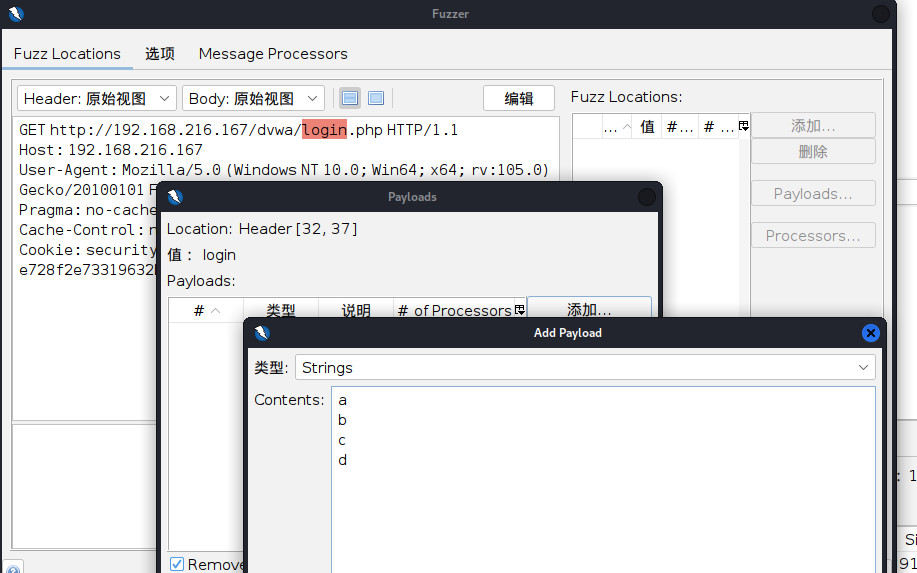 Fuzzer
Fuzz Locations 选项 Message Processors
Header: 原始视图 Body: 原始视图 编辑 Fuzz Locations:
... 值 #... # ... 添加...
GET http://192.168.216.167/dvwa/login.php HTTP/1.1
Host: 192.168.216.167 删除
User-Agent: Mozilla/5.0 (Windows NT 10.0; Win64; x64; rv:105.0)
Gecko/20100101 F
Payloads...
Pragma: no-cache
Cache-Control: n
Processors...
Cookie: security
e728f2e73319632
Payloads
Location: Header [32, 37]
值: login
Payloads:
# 类型 说明 # of Processors 添加...
Add Payload
类型: Strings
Contents: a
b
c
d
Remove
: 1
Si
91